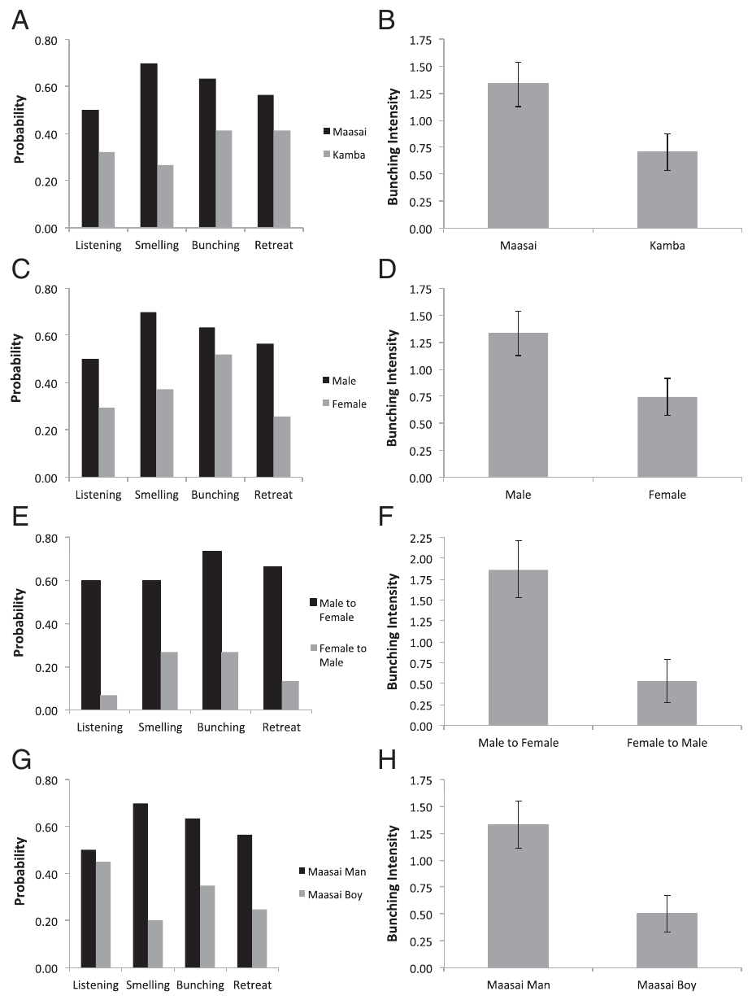 A
0.80
0.60
0.40
0.20
0.00
Probability
Listening Smelling Bunching Retreat
Maasai
Kamba
B
1.75
1.50
1.25
1.00
0.75
0.50
0.25
0.00
Bunching Intensity
Maasai Kamba
C
0.80
0.60
0.40
0.20
0.00
Probability
Listening Smelling Bunching Retreat
Male
Female
D
1.75
1.50
1.25
1.00
0.75
0.50
0.25
0.00
Bunching Intensity
Male Female
E
0.80
0.60
0.40
0.20
0.00
Probability
Listening Smelling Bunching Retreat
Male to
Female
Female to
Male
F
2.25
2.00
1.75
1.50
1.25
1.00
0.75
0.50
0.25
0.00
Bunching Intensity
Male to Female Female to Male
G
0.80
0.60
0.40
0.20
0.00
Probability
Listening Smelling Bunching Retreat
Maasai Man
Maasai Boy
H
1.75
1.50
1.25
1.00
0.75
0.50
0.25
0.00
Bunching Intensity
Maasai Man Maasai Boy